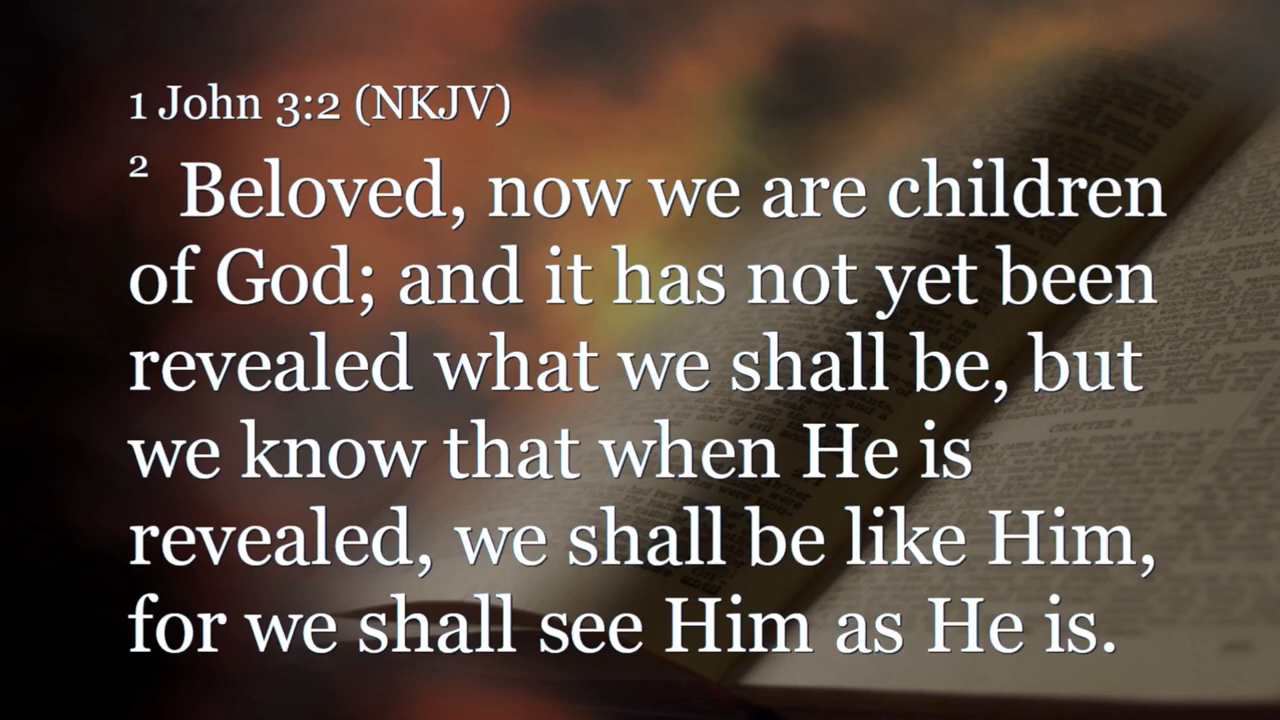 1 John 3:2 (NKJV)
2 Beloved, now we are children
of God; and it has not yet been
revealed what we shall be, but
we know that when He is
revealed, we shall be like Him,
for we shall see Him as He is.